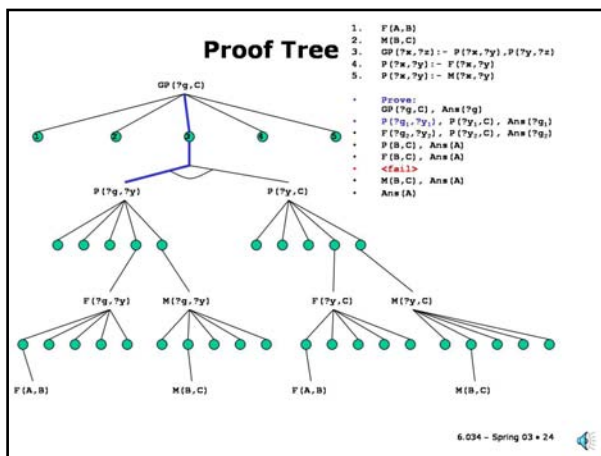 Proof Tree
1. F(A,B)
2. M(B,C)
3. GP(?x,?z):- P(?x,?y),P(?y,?z)
4. P(?x,?y):- F(?x,?y)
5. P(?x,?y):- M(?x,?y)
• Prove:
GP(?g,C), Ans(?g)
• P(?g₁,?y₁), P(?y₁,C), Ans(?g₁)
• F(?g₂,?y₂), P(?y₂,C), Ans(?g₂)
• P(B,C), Ans(A)
• F(B,C), Ans(A)
• <fail>
• M(B,C), Ans(A)
• Ans(A)
GP(?g,C)
1 2 3 4 5
P(?g,?y) P(?y,C)
F(?g,?y) M(?g,?y) F(?y,C) M(?y,C)
F(A,B) M(B,C) F(A,B) M(B,C)
6.034 - Spring 03 • 24